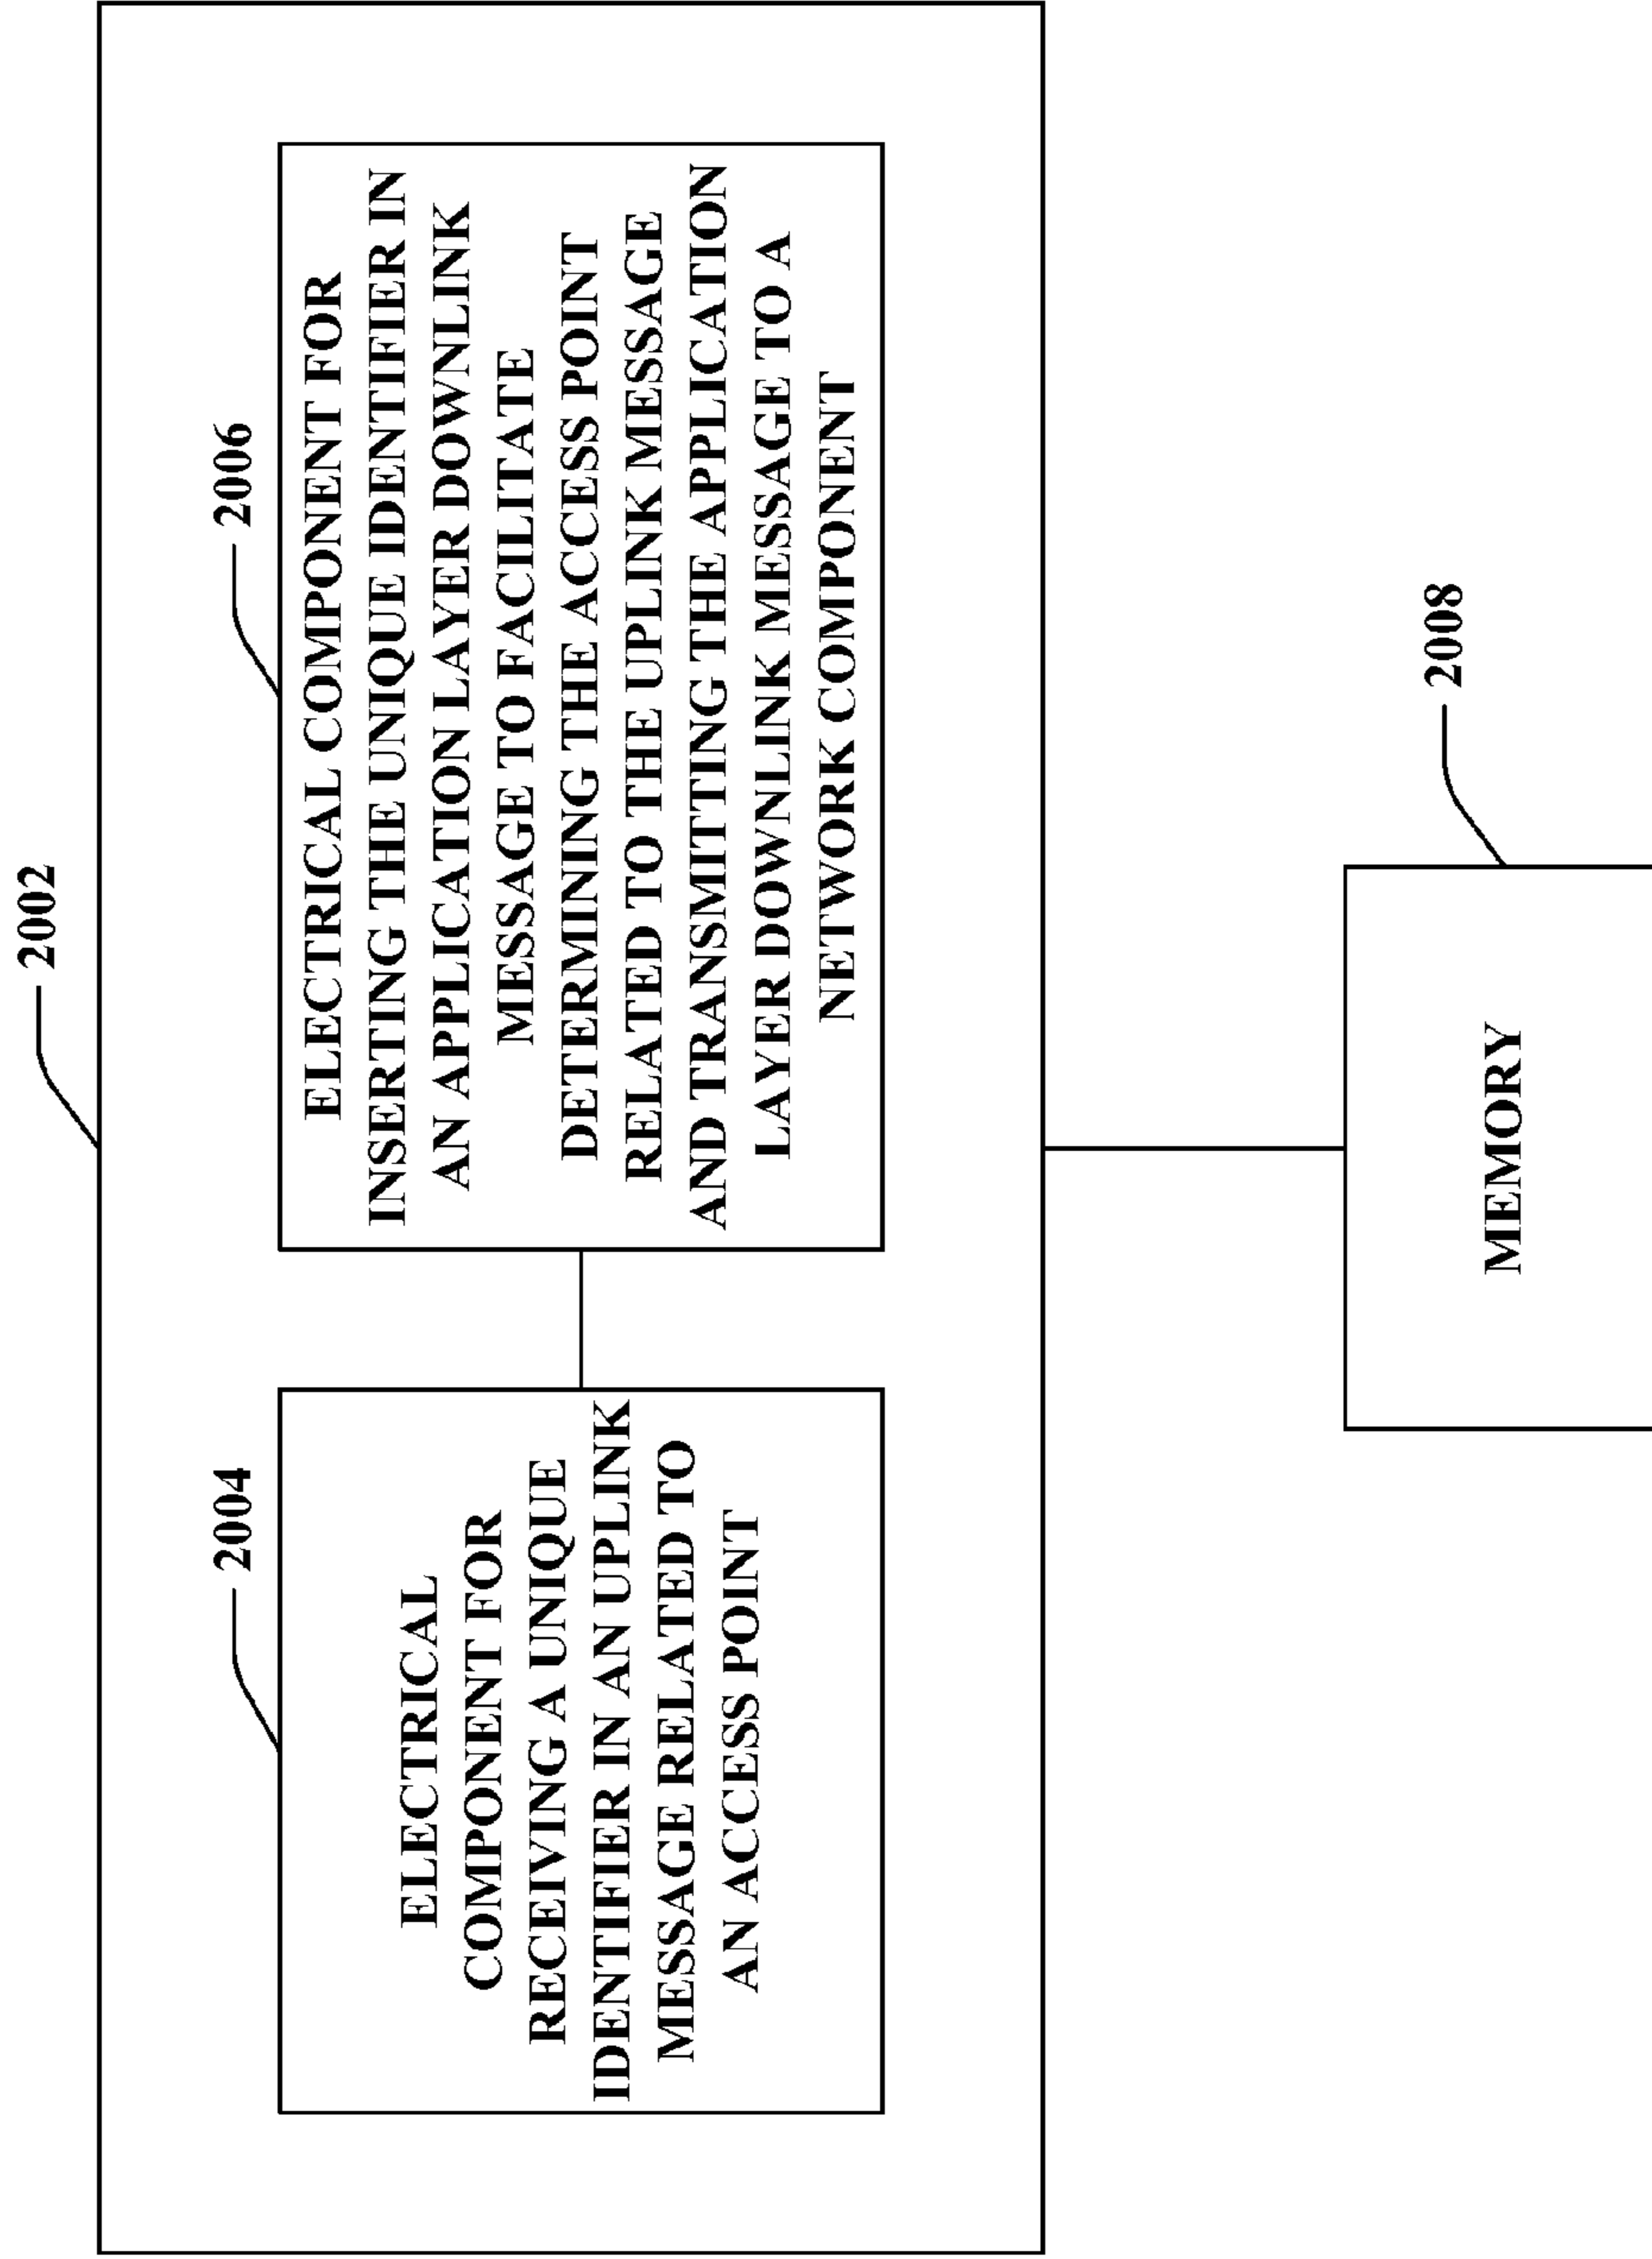 2002
2004
ELECTRICAL
COMPONENT FOR
RECEIVING A UNIQUE
IDENTIFIER IN AN UPLINK
MESSAGE RELATED TO
AN ACCESS POINT
2006
ELECTRICAL COMPONENT FOR
INSERTING THE UNIQUE IDENTIFIER IN
AN APPLICATION LAYER DOWNLINK
MESSAGE TO FACILITATE
DETERMINING THE ACCESS POINT
RELATED TO THE UPLINK MESSAGE
AND TRANSMITTING THE APPLICATION
LAYER DOWNLINK MESSAGE TO A
NETWORK COMPONENT
2008
MEMORY